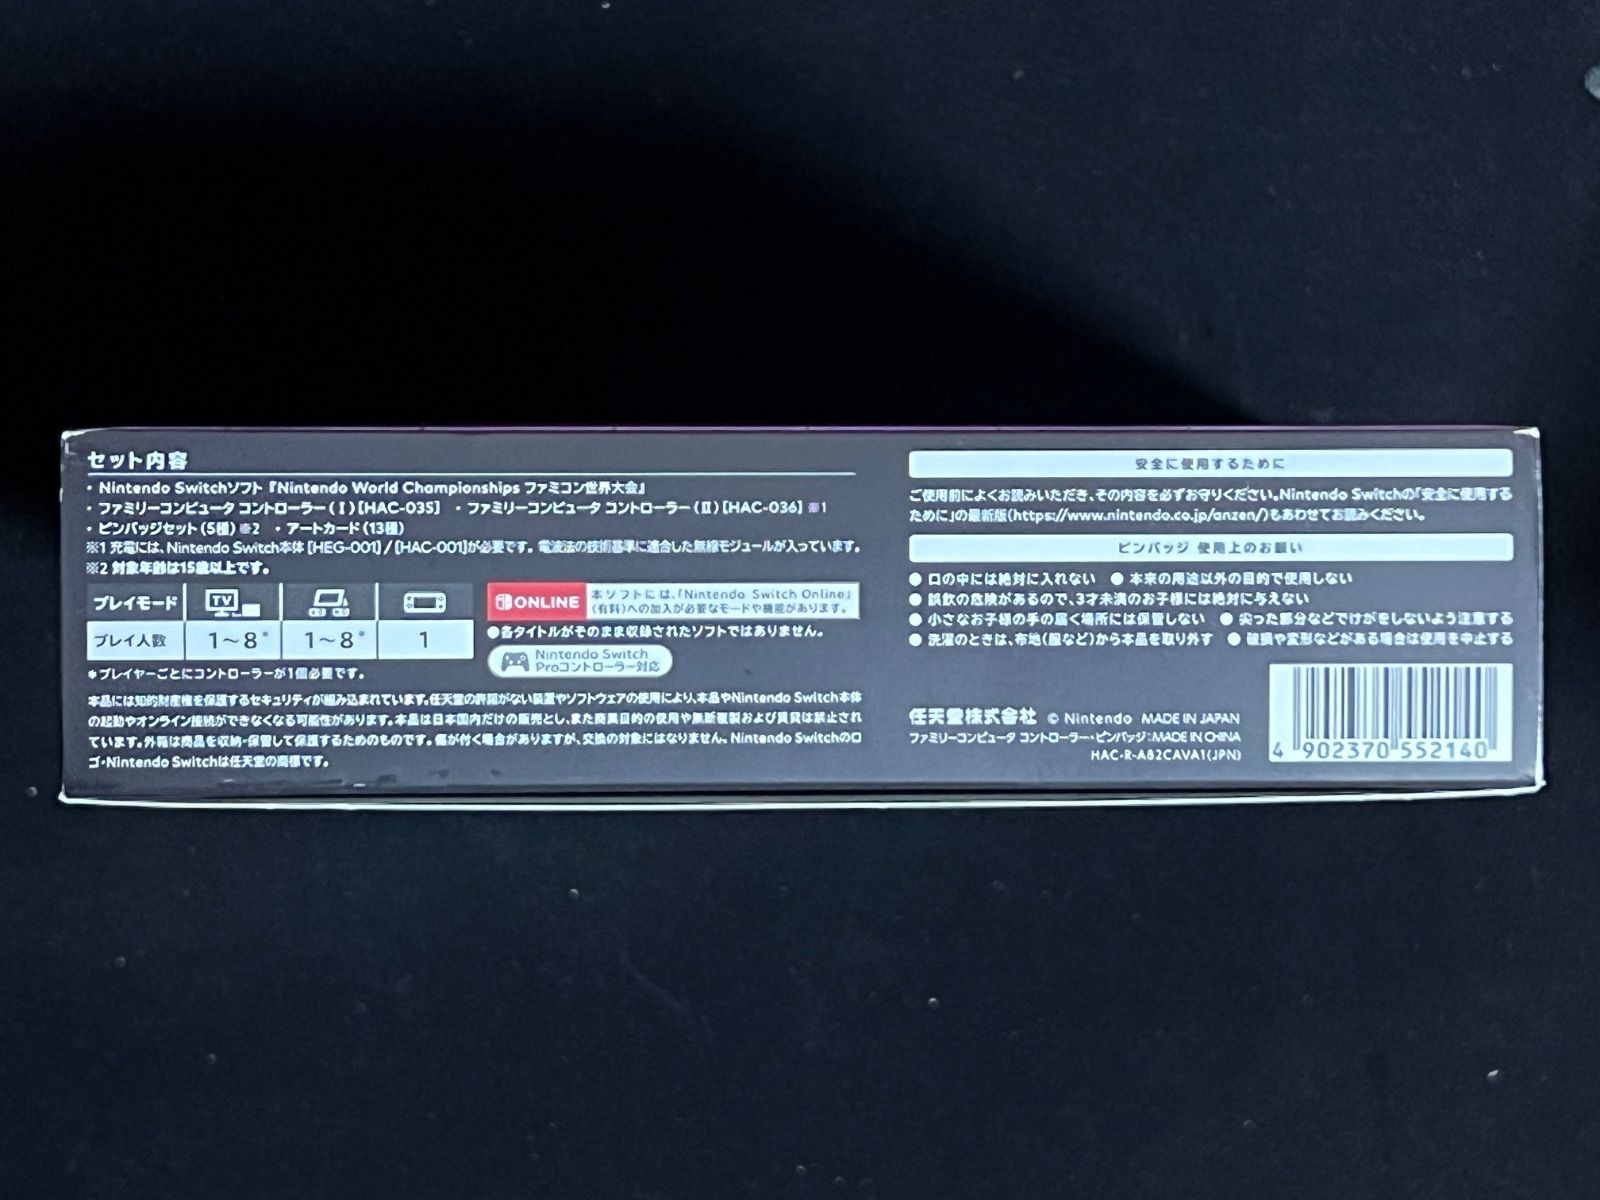 セット内容
・Nintendo Switchソフト『Nintendo World Championships ファミコン世界大会』
・ファミリーコンピュータ コントローラー(Ⅰ)[HAC-035] ・ファミリーコンピュータ コントローラー(Ⅱ)[HAC-036]※1
・ピンバッジセット(5種)※2 ・アートカード(13種)
※1 充電には、Nintendo Switch本体[HEG-001]/[HAC-001]が必要です。電波法の技術基準に適合した無線モジュールが入っています。
※2 対象年齢は15歳以上です。
プレイモード TV
プレイ人数 1～8* 1～8* 1
*プレイヤーごとにコントローラーが1個必要です。
ONLINE
本ソフトには、「Nintendo Switch Online」
(有料)への加入が必要なモードや機能があります。
●各タイトルがそのまま収録されたソフトではありません。
Nintendo Switch
Proコントローラー対応
本品には知的財産権を保護するセキュリティが組み込まれています。任天堂の許諾がない装置やソフトウェアの使用により、本品やNintendo Switch本体
の起動やオンライン接続ができなくなる可能性があります。本品は日本国内だけの販売とし、また商業目的の使用や無断複製および賃貸は禁止され
ています。外箱は商品を収納・保管して保護するためのものです。傷が付く場合がありますが、交換の対象にはなりません。Nintendo Switchのロ
ゴ・Nintendo Switchは任天堂の商標です。
安全に使用するために
ご使用前によくお読みいただき、その内容を必ずお守りください。Nintendo Switchの「安全に使用する
ために」の最新版(https://www.nintendo.co.jp/anzen/)もあわせてお読みください。
ピンバッジ 使用上のお願い
●口の中には絶対に入れない ●本来の用途以外の目的で使用しない
●誤飲の危険があるので、3才未満のお子様には絶対に与えない
●小さなお子様の手の届く場所には保管しない ●尖った部分などでけがをしないよう注意する
●洗濯のときは、布地(服など)から本品を取り外す ●破損や変形などがある場合は使用を中止する
任天堂株式会社 © Nintendo MADE IN JAPAN
ファミリーコンピュータ コントローラー・ピンバッジ:MADE IN CHINA
HAC-R-A82CAVA1(JPN)
4 902370 552140